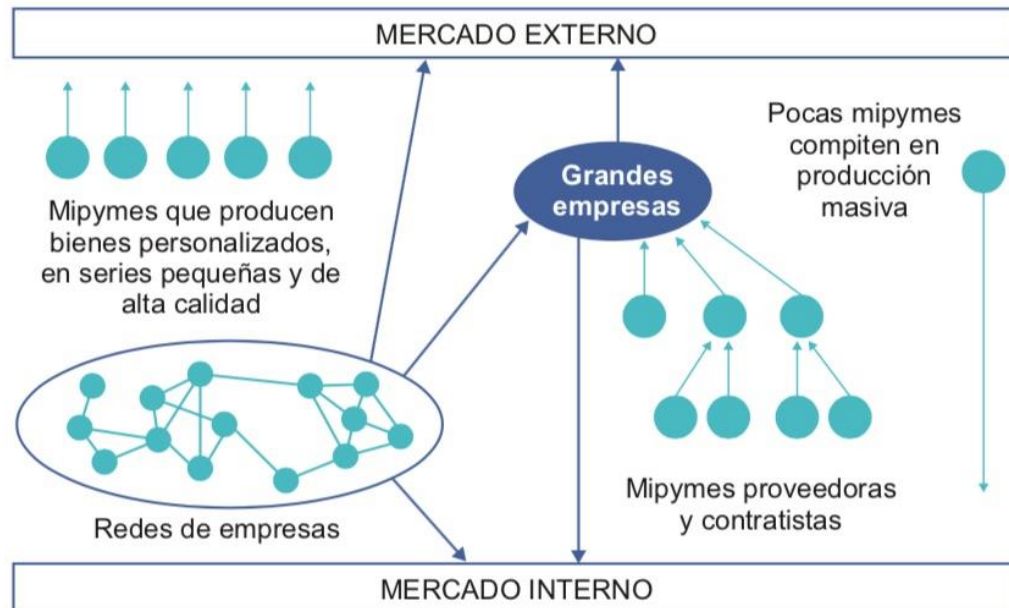 MERCADO EXTERNO
Mipymes que producen
bienes personalizados,
en series pequeñas y de
alta calidad
Grandes
empresas
Pocas mipymes
compiten en
producción
masiva
Redes de empresas
Mipymes proveedoras
y contratistas
MERCADO INTERNO